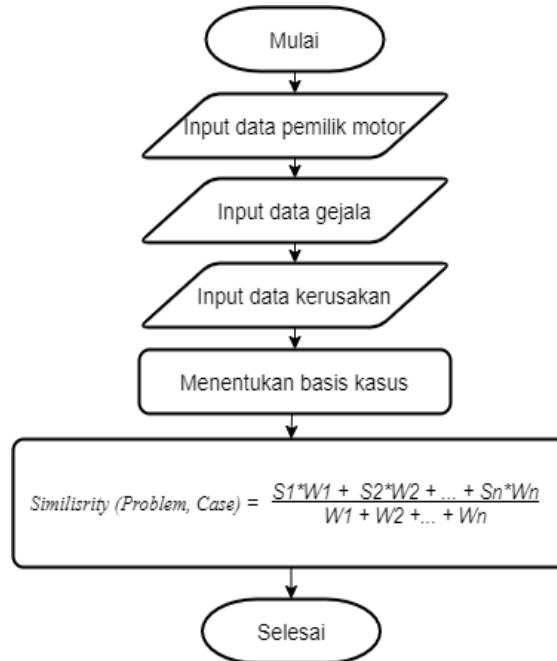 Mulai
Input data pemilik motor
Input data gejala
Input data kerusakan
Menentukan basis kasus
Similisrity (Problem, Case) = S1*W1 + S2*W2 + ... + Sn*Wn
W1 + W2 +... + Wn
Selesai